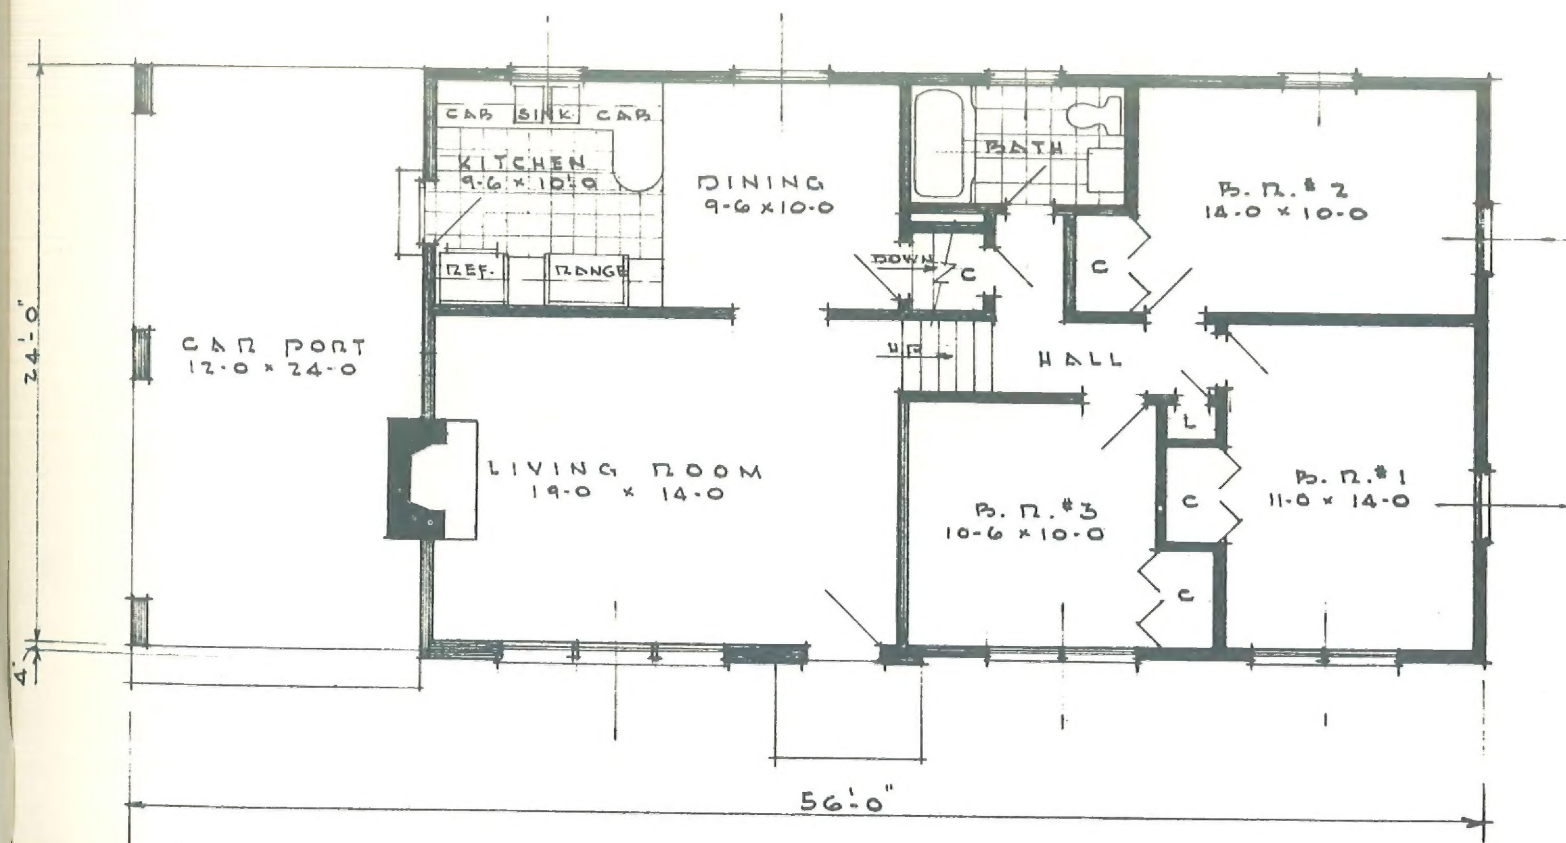 CAB SINK CAB
KITCHEN
9-6 x 10'-0
DINING
9-6 x 10-0
BATH
B. R. # 2
14-0 x 10-0
REF.
RANGE
DOWN
C
C
24'-0"
CAR PORT
12-0 x 24-0
UP
HALL
L
LIVING ROOM
19-0 x 14-0
B. R. #3
10-6 x 10-0
C
B. R. #1
11-0 x 14-0
C
4'
56'-0"